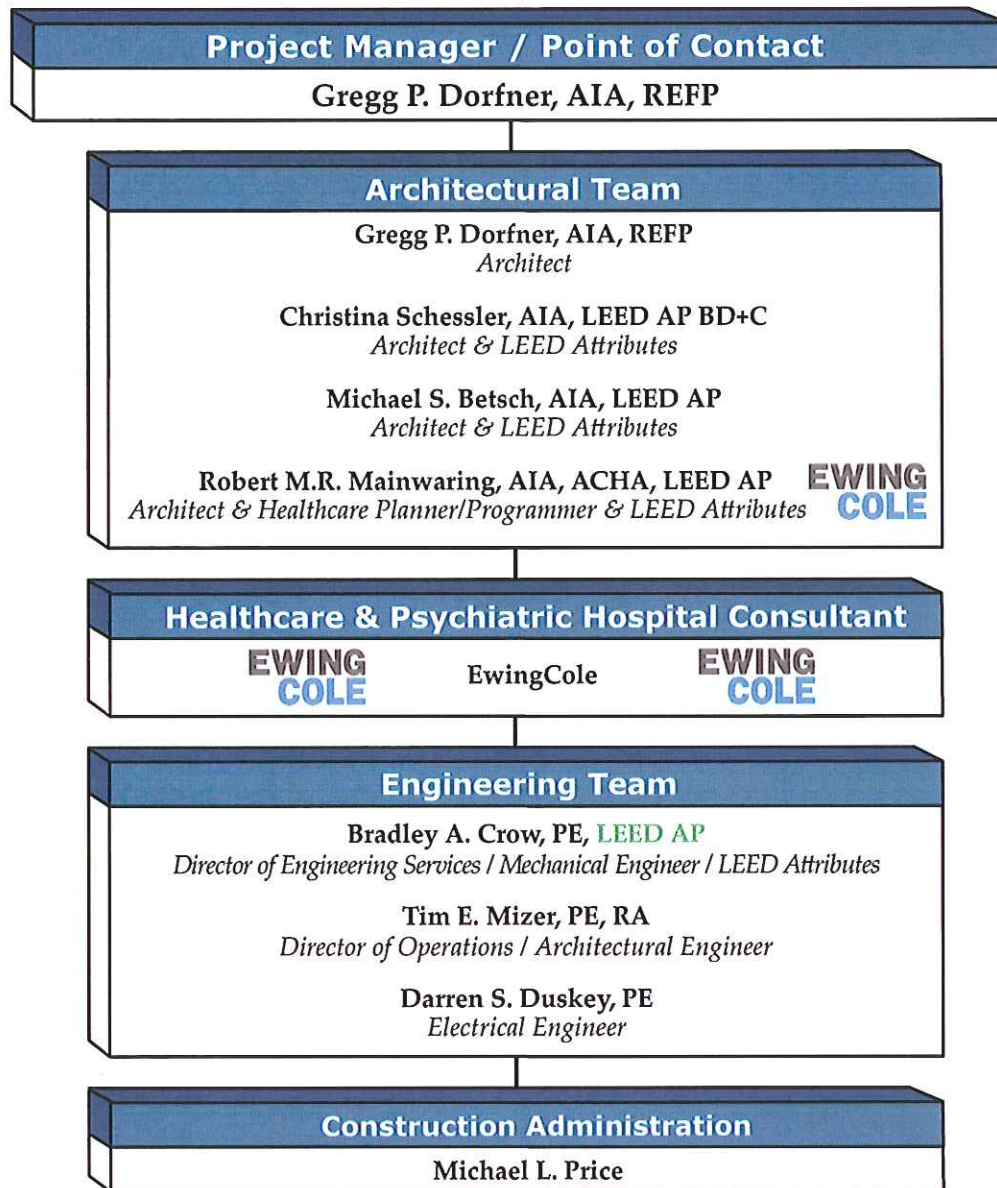 Project Manager / Point of Contact
Gregg P. Dorfner, AIA, REFP
Architectural Team
Gregg P. Dorfner, AIA, REFP
Architect
Christina Schessler, AIA, LEED AP BD+C
Architect & LEED Attributes
Michael S. Betsch, AIA, LEED AP
Architect & LEED Attributes
Robert M.R. Mainwaring, AIA, ACHA, LEED AP
Architect & Healthcare Planner/Programmer & LEED Attributes
EWING
COLE
Healthcare & Psychiatric Hospital Consultant
EWING
COLE
EwingCole
EWING
COLE
Engineering Team
Bradley A. Crow, PE, LEED AP
Director of Engineering Services / Mechanical Engineer / LEED Attributes
Tim E. Mizer, PE, RA
Director of Operations / Architectural Engineer
Darren S. Duskey, PE
Electrical Engineer
Construction Administration
Michael L. Price